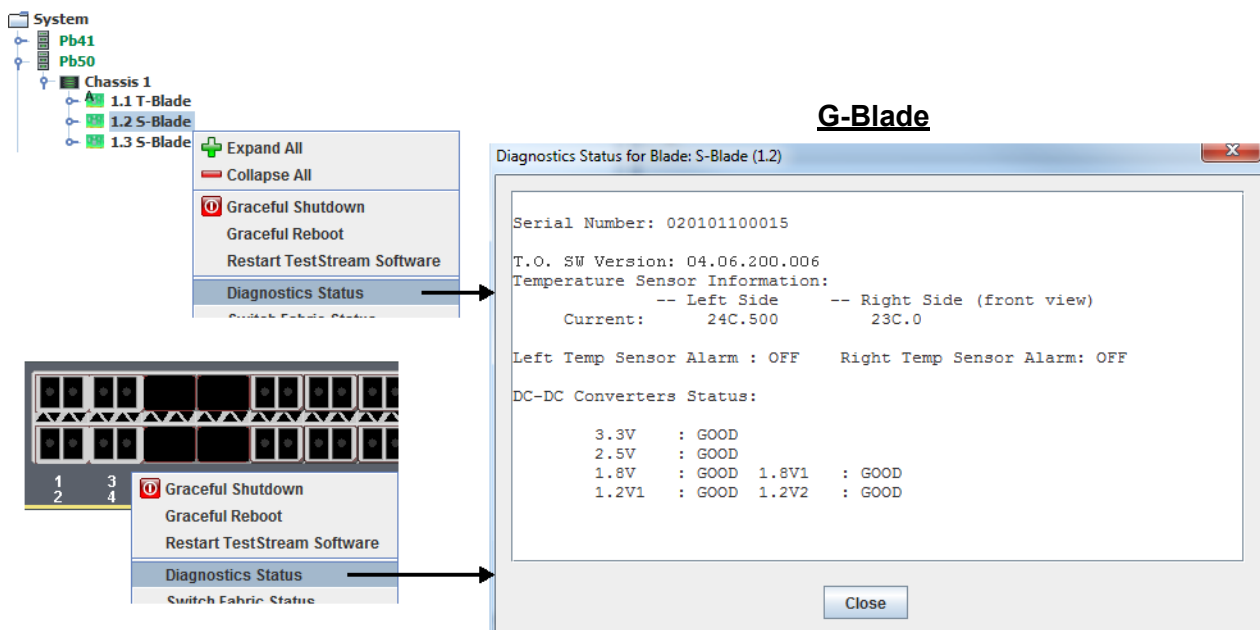 System
Pb41
Pb50
Chassis 1
A 1.1 T-Blade
1.2 S-Blade
1.3 S-Blade
Expand All
Collapse All
Graceful Shutdown
Graceful Reboot
Restart TestStream Software
Diagnostics Status
Switch Fabric Status
1 3
2 4
Graceful Shutdown
Graceful Reboot
Restart TestStream Software
Diagnostics Status
Switch Fabric Status
G-Blade
Diagnostics Status for Blade: S-Blade (1.2)
Serial Number: 020101100015
T.O. SW Version: 04.06.200.006
Temperature Sensor Information:
-- Left Side -- Right Side (front view)
Current: 24C.500 23C.0
Left Temp Sensor Alarm : OFF Right Temp Sensor Alarm: OFF
DC-DC Converters Status:
3.3V : GOOD
2.5V : GOOD
1.8V : GOOD 1.8V1 : GOOD
1.2V1 : GOOD 1.2V2 : GOOD
Close